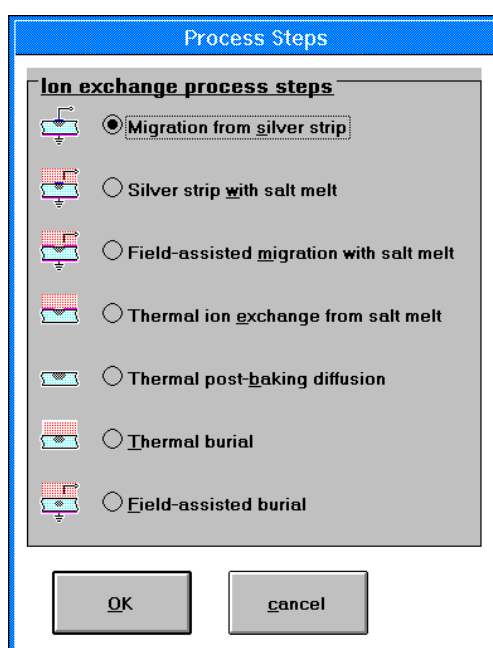 Process Steps
Ion exchange process steps
Migration from silver strip
Silver strip with salt melt
Field-assisted migration with salt melt
Thermal ion exchange from salt melt
Thermal post-baking diffusion
Thermal burial
Field-assisted burial
OK
cancel